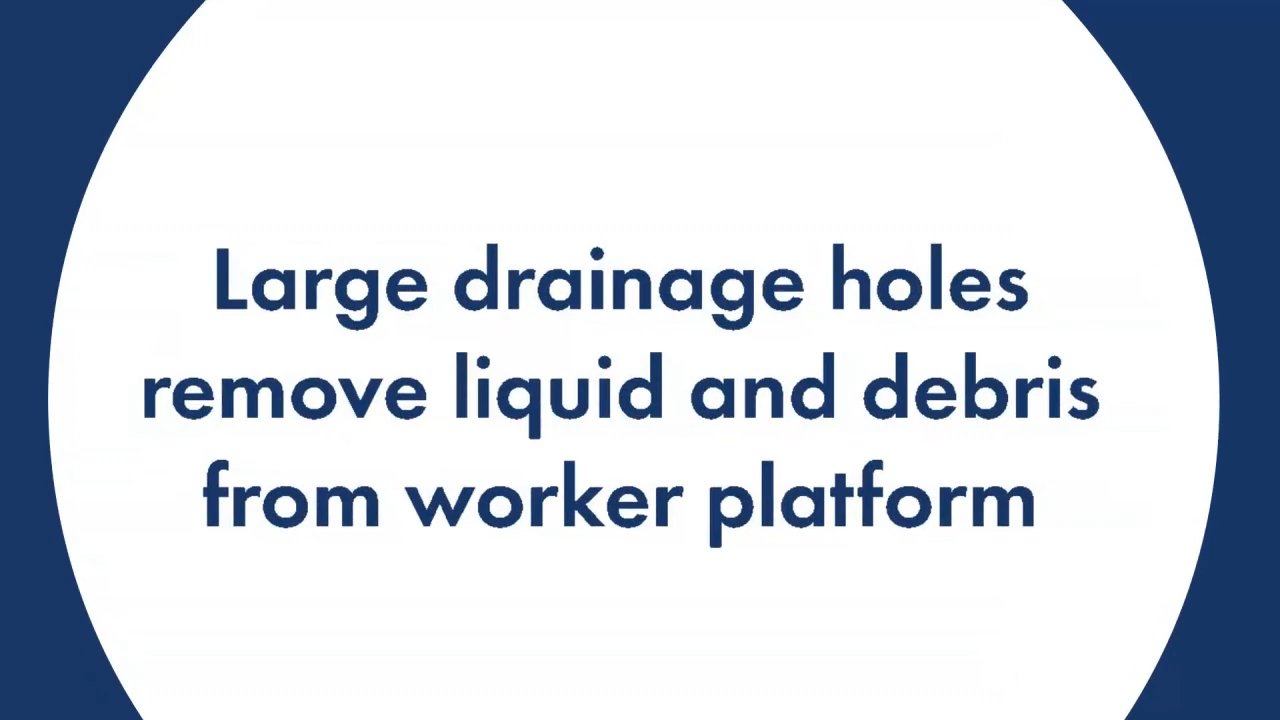 Large drainage holes
remove liquid and debris
from worker platform